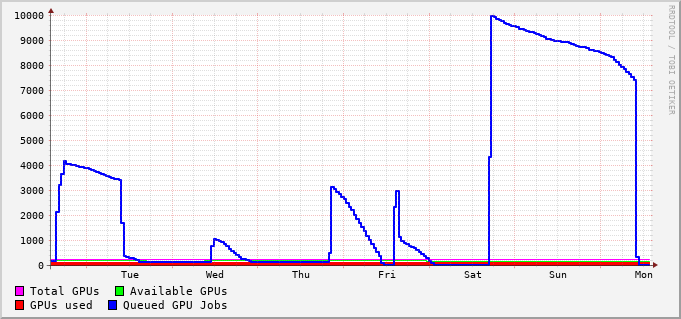 10000
9000
8000
7000
6000
5000
4000
3000
2000
1000
0
Tue Wed Thu Fri Sat Sun Mon
Total GPUs Available GPUs
GPUs used Queued GPU Jobs
RRDTOOL / TOBI OETIKER